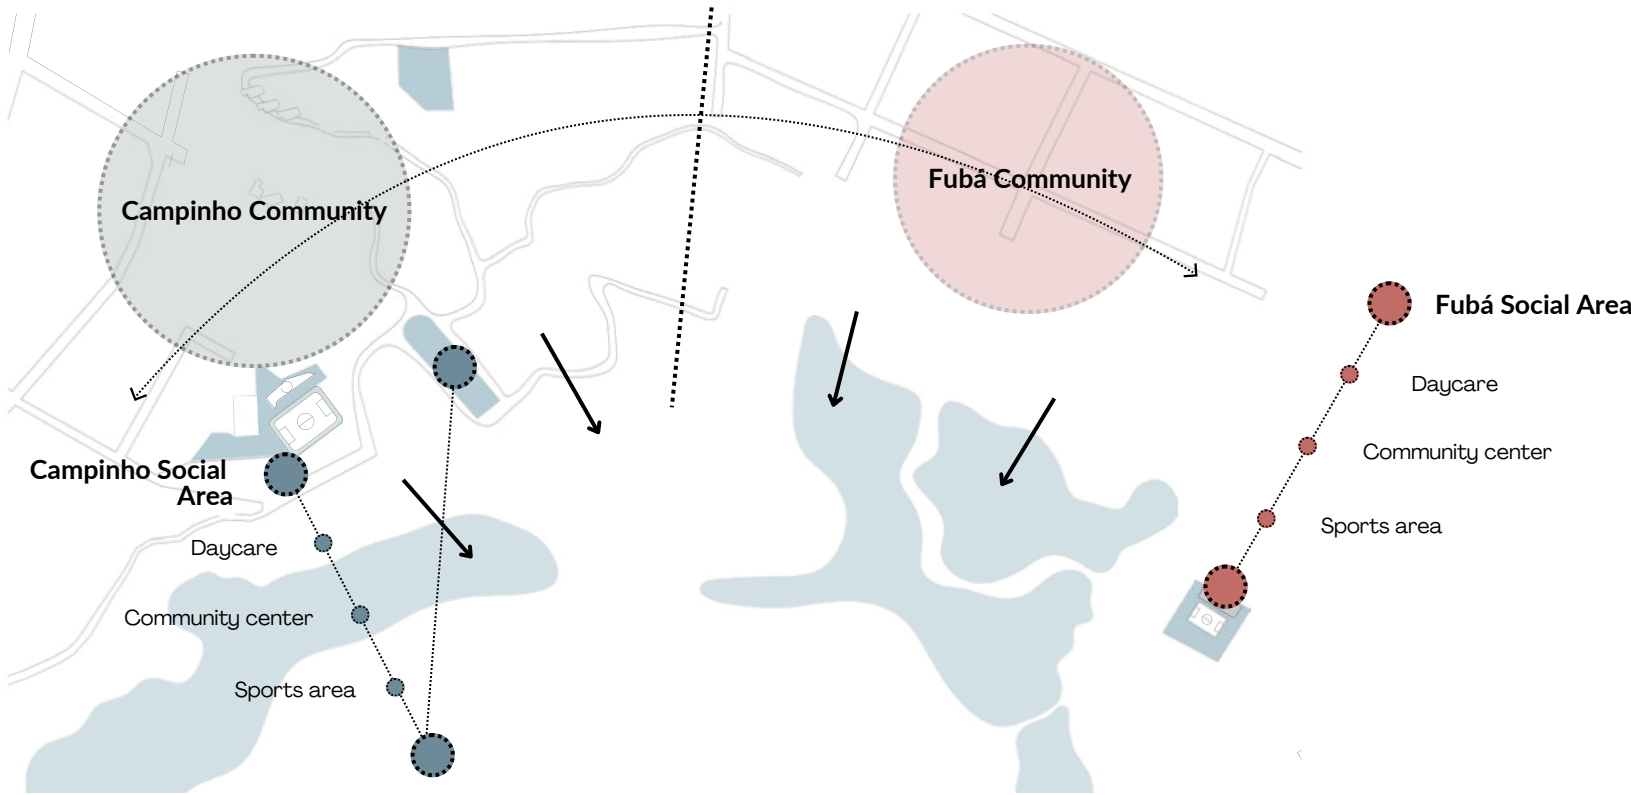 Fubá Community
Campinho Community
Fubá Social Area
Daycare
Community center
Sports area
Campinho Social
Area
Daycare
Community center
Sports area